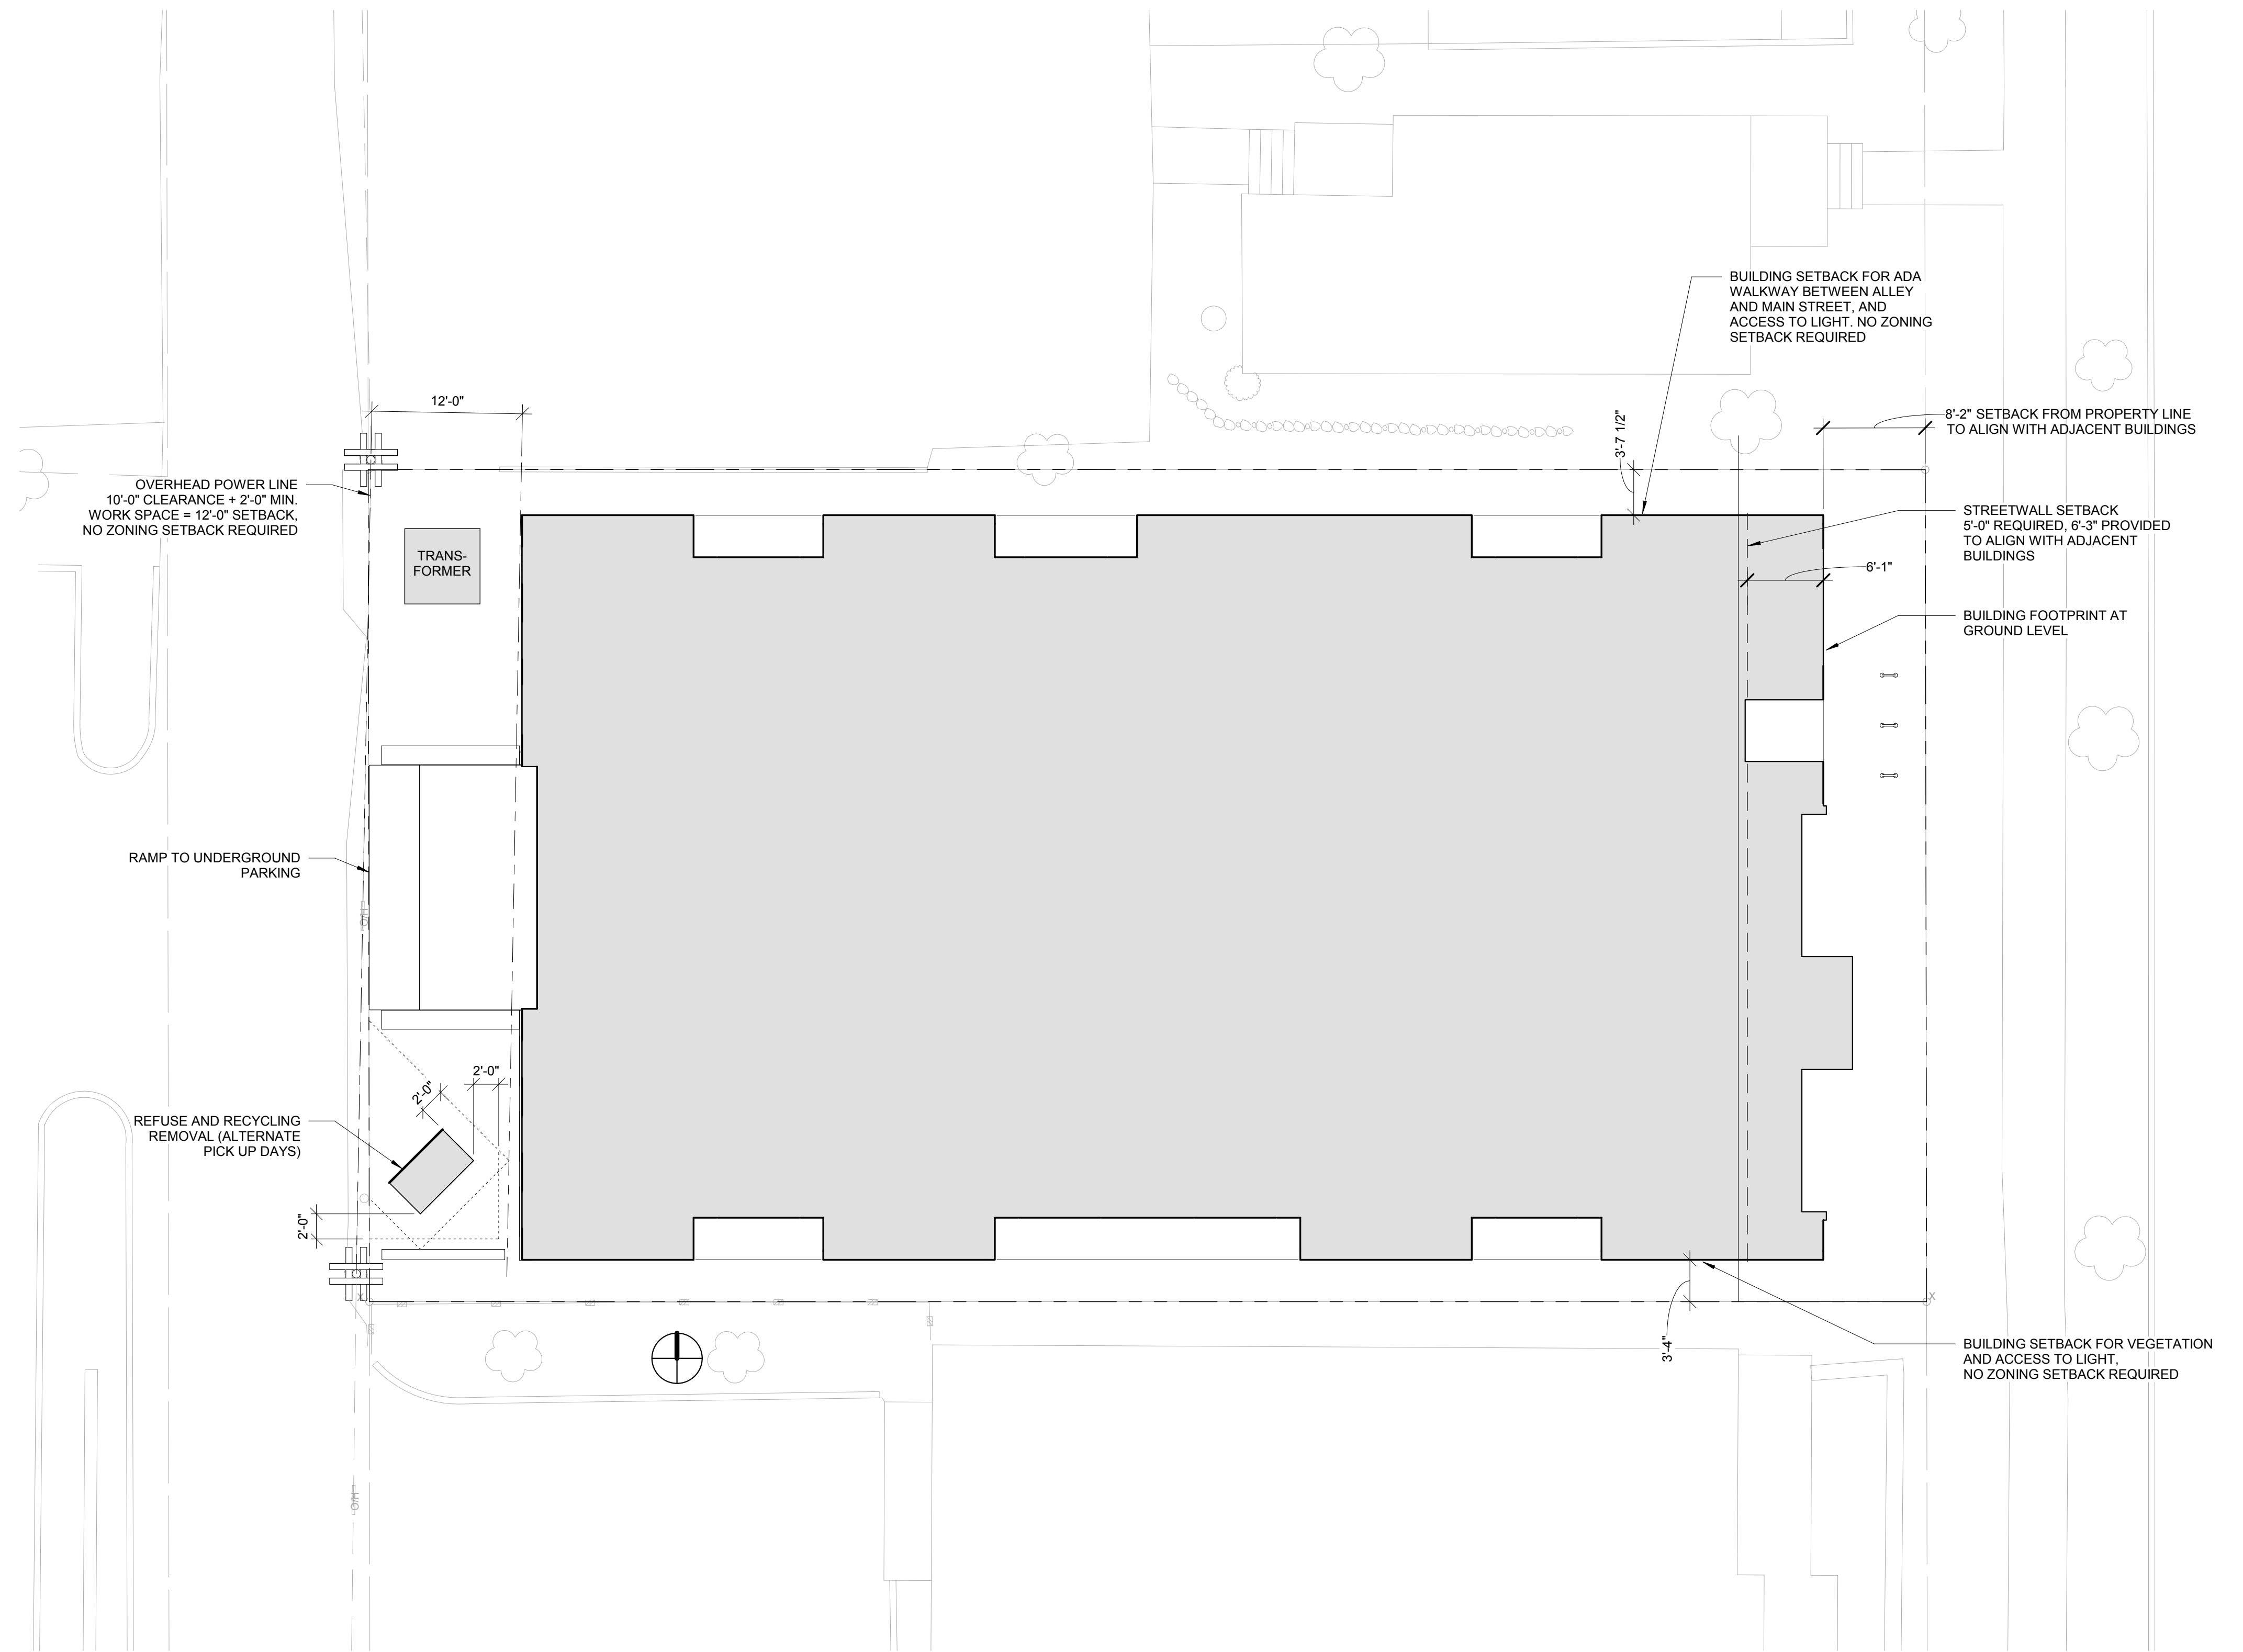 BUILDING SETBACK FOR ADA
WALKWAY BETWEEN ALLEY
AND MAIN STREET, AND
ACCESS TO LIGHT. NO ZONING
SETBACK REQUIRED
12'-0"
3'-7 1/2"
8'-2" SETBACK FROM PROPERTY LINE
TO ALIGN WITH ADJACENT BUILDINGS
OVERHEAD POWER LINE
10'-0" CLEARANCE + 2'-0" MIN.
WORK SPACE = 12'-0" SETBACK,
NO ZONING SETBACK REQUIRED
STREETWALL SETBACK
5'-0" REQUIRED, 6'-3" PROVIDED
TO ALIGN WITH ADJACENT
BUILDINGS
TRANS-
FORMER
6'-1"
BUILDING FOOTPRINT AT
GROUND LEVEL
RAMP TO UNDERGROUND
PARKING
O/H
2'-0"
2'-0"
REFUSE AND RECYCLING
REMOVAL (ALTERNATE
PICK UP DAYS)
2'-0"
X
X
3'-4"
BUILDING SETBACK FOR VEGETATION
AND ACCESS TO LIGHT,
NO ZONING SETBACK REQUIRED
O/H